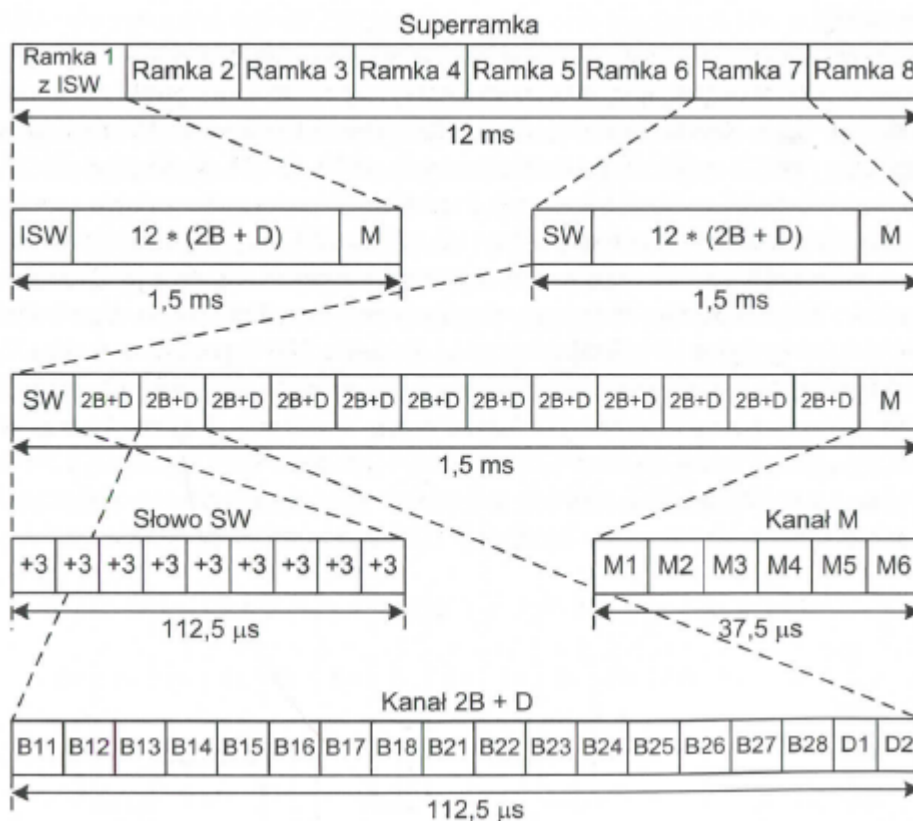 Superramka
Ramka 1 z ISW Ramka 2 Ramka 3 Ramka 4 Ramka 5 Ramka 6 Ramka 7 Ramka 8
12 ms
ISW 12 * (2B + D) M SW 12 * (2B + D) M
1,5 ms 1,5 ms
SW 2B+D 2B+D 2B+D 2B+D 2B+D 2B+D 2B+D 2B+D 2B+D 2B+D 2B+D 2B+D M
1,5 ms
Słowo SW Kanał M
+3 +3 +3 +3 +3 +3 +3 +3 +3 M1 M2 M3 M4 M5 M6
112,5 µs 37,5 µs
Kanał 2B + D
B11 B12 B13 B14 B15 B16 B17 B18 B21 B22 B23 B24 B25 B26 B27 B28 D1 D2
112,5 µs